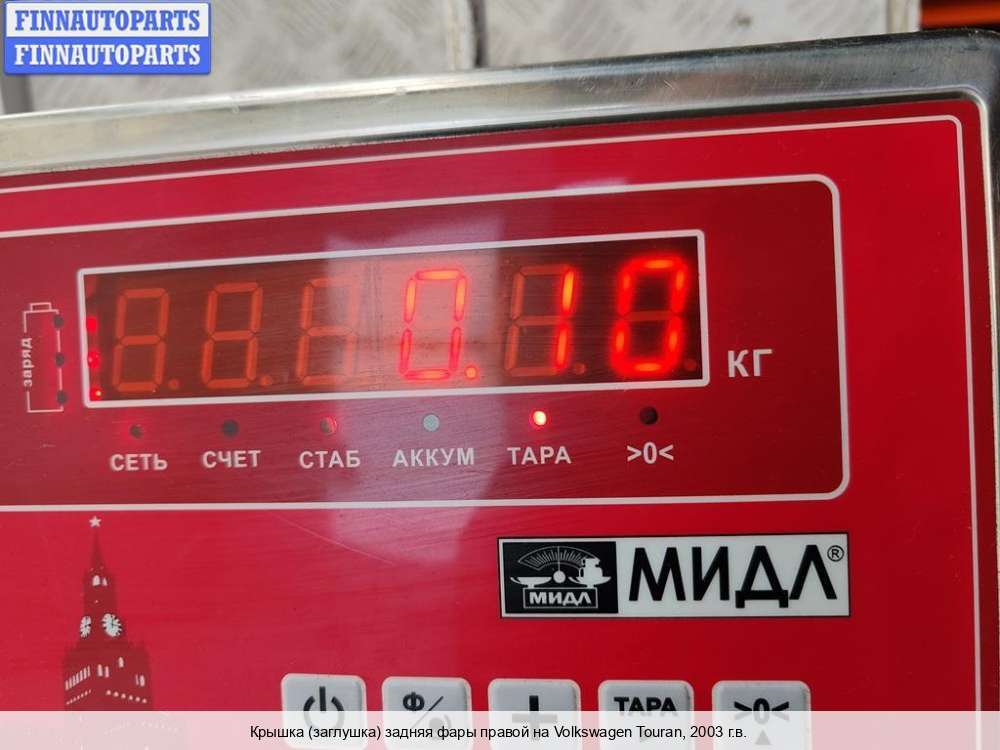 FINNAUTOPARTS
FINNAUTOPARTS
заряд
0.10
КГ
СЕТЬ СЧЕТ СТАБ АККУМ ТАРА >0<
МИДЛ
МИДЛ®
Ф
+
ТАРА
>0<
Крышка (заглушка) задняя фары правой на Volkswagen Touran, 2003 г.в.